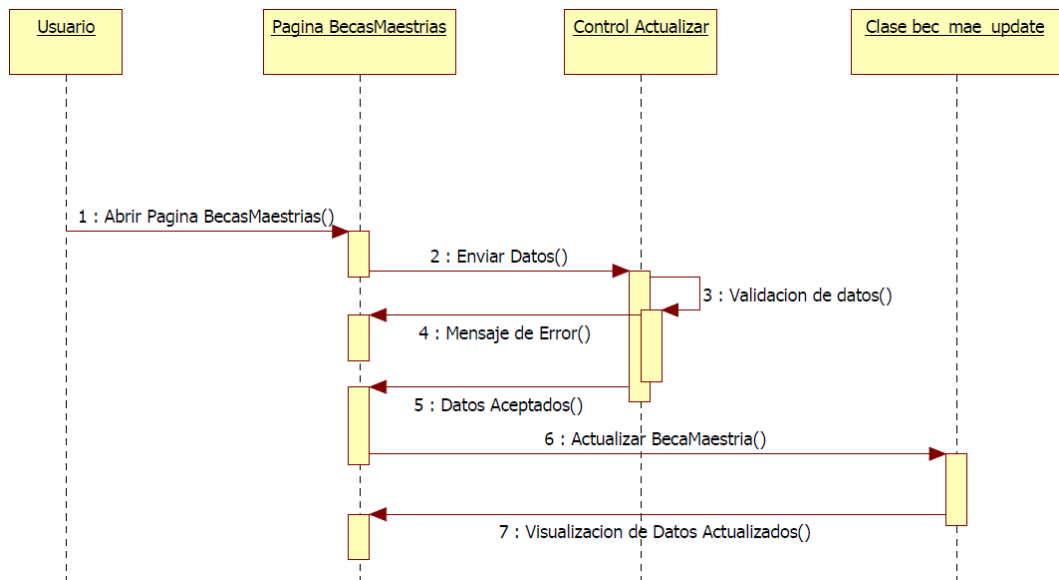 Usuario
Pagina BecasMaestrias
Control Actualizar
Clase bec_mae_update
1 : Abrir Pagina BecasMaestrias()
2 : Enviar Datos()
3 : Validacion de datos()
4 : Mensaje de Error()
5 : Datos Aceptados()
6 : Actualizar BecaMaestria()
7 : Visualizacion de Datos Actualizados()